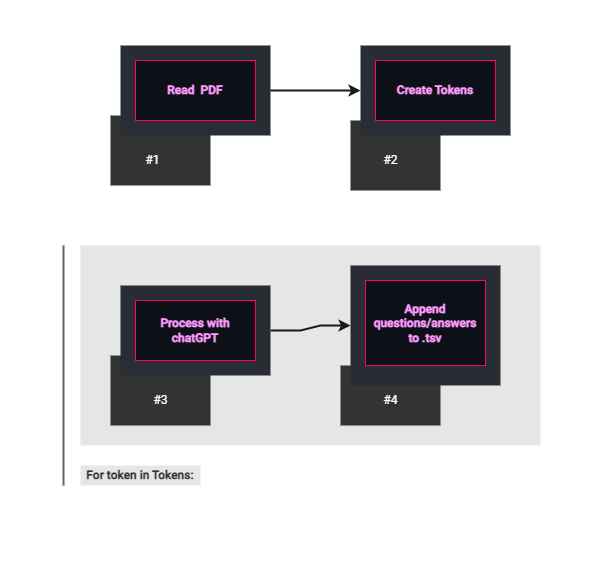 Read PDF
Create Tokens
#1
#2
Process with
chatGPT
Append
questions/answers
to .tsv
#3
#4
For token in Tokens: